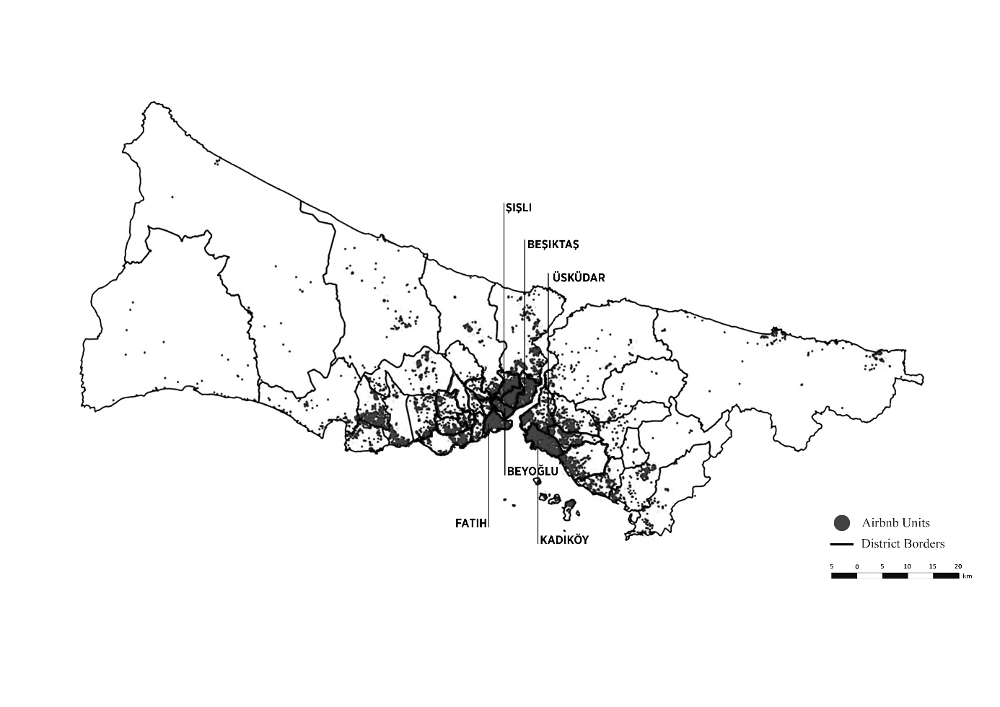 ŞIŞLI
BEŞIKTAŞ
ÜSKÜDAR
BEYOĞLU
FATIH
KADIKÖY
Airbnb Units
District Borders
5 0 5 10 15 20
km